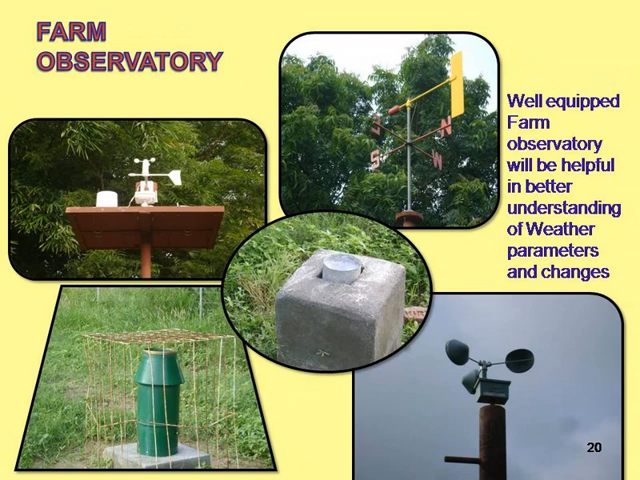 FARM
OBSERVATORY
Well equipped
Farm
observatory
will be helpful
in better
understanding
of Weather
parameters
and changes
S
N
S
W
20